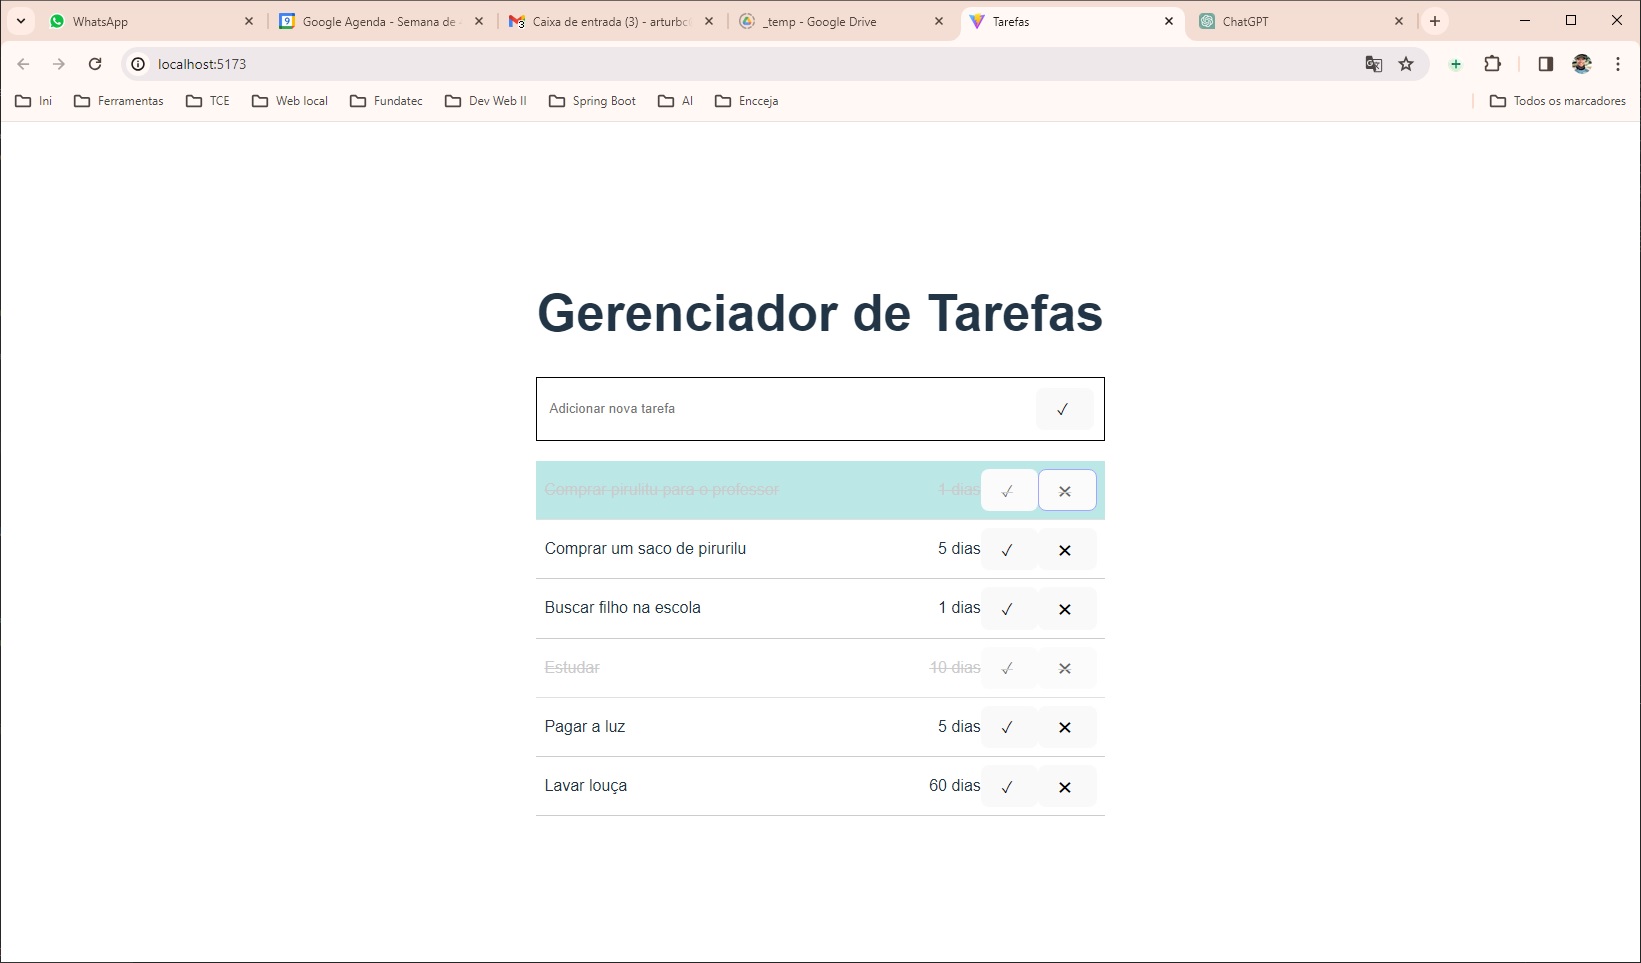 WhatsApp
Google Agenda - Semana de
Caixa de entrada (3) - arturbc
_temp - Google Drive
Tarefas
ChatGPT
localhost:5173
Ini
Ferramentas
TCE
Web local
Fundatec
Dev Web II
Spring Boot
AI
Encceja
Todos os marcadores
Gerenciador de Tarefas
Adicionar nova tarefa ✓
Comprar pirulitu para o professor 1 dias ✓ ✕
Comprar um saco de pirurilu 5 dias ✓ ✕
Buscar filho na escola 1 dias ✓ ✕
Estudar 10 dias ✓ ✕
Pagar a luz 5 dias ✓ ✕
Lavar louça 60 dias ✓ ✕